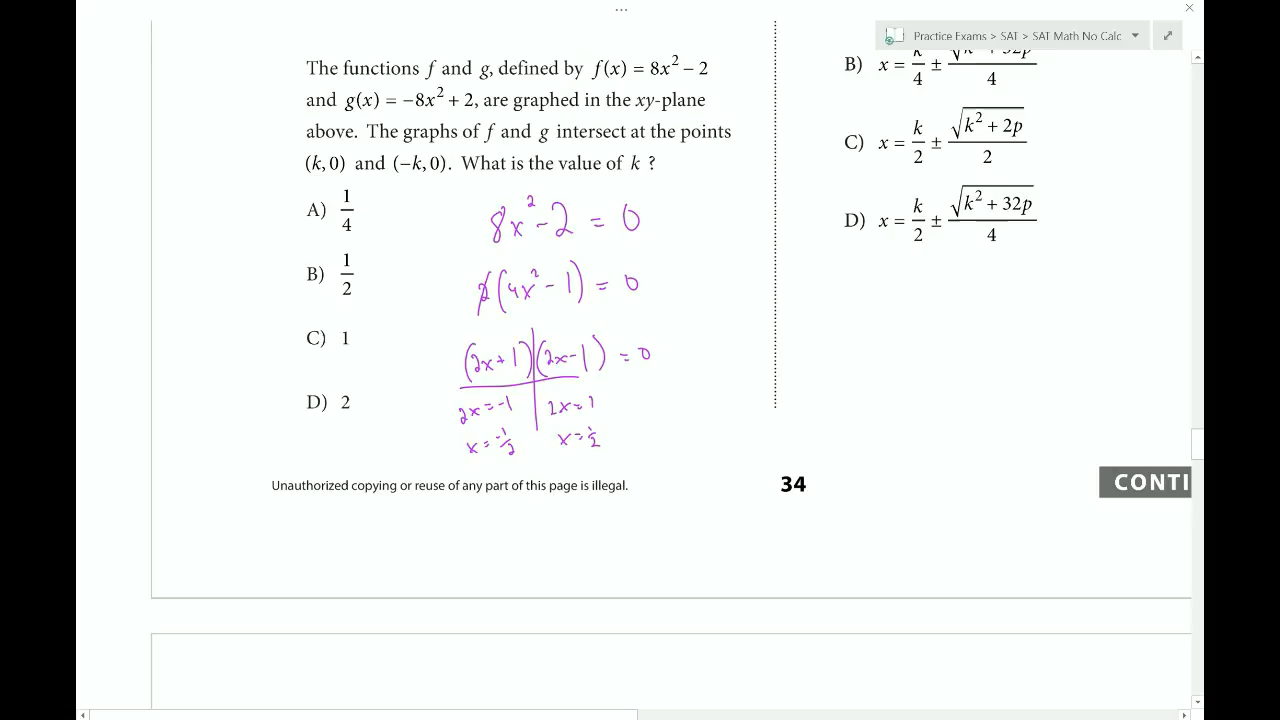 ...
Practice Exams > SAT > SAT Math No Calc
The functions f and g, defined by f(x) = 8x² − 2
and g(x) = −8x² + 2, are graphed in the xy-plane
above. The graphs of f and g intersect at the points
(k, 0) and (−k, 0). What is the value of k ?
A) 1/4
B) 1/2
C) 1
D) 2
8x² − 2 = 0
2(4x² − 1) = 0
(2x + 1)(2x − 1) = 0
2x = −1 2x = 1
x = −1/2 x = 1/2
B) x = k/4 ± √(k² + 32p)/4
C) x = k/2 ± √(k² + 2p)/2
D) x = k/2 ± √(k² + 32p)/4
Unauthorized copying or reuse of any part of this page is illegal.
34
CONTI